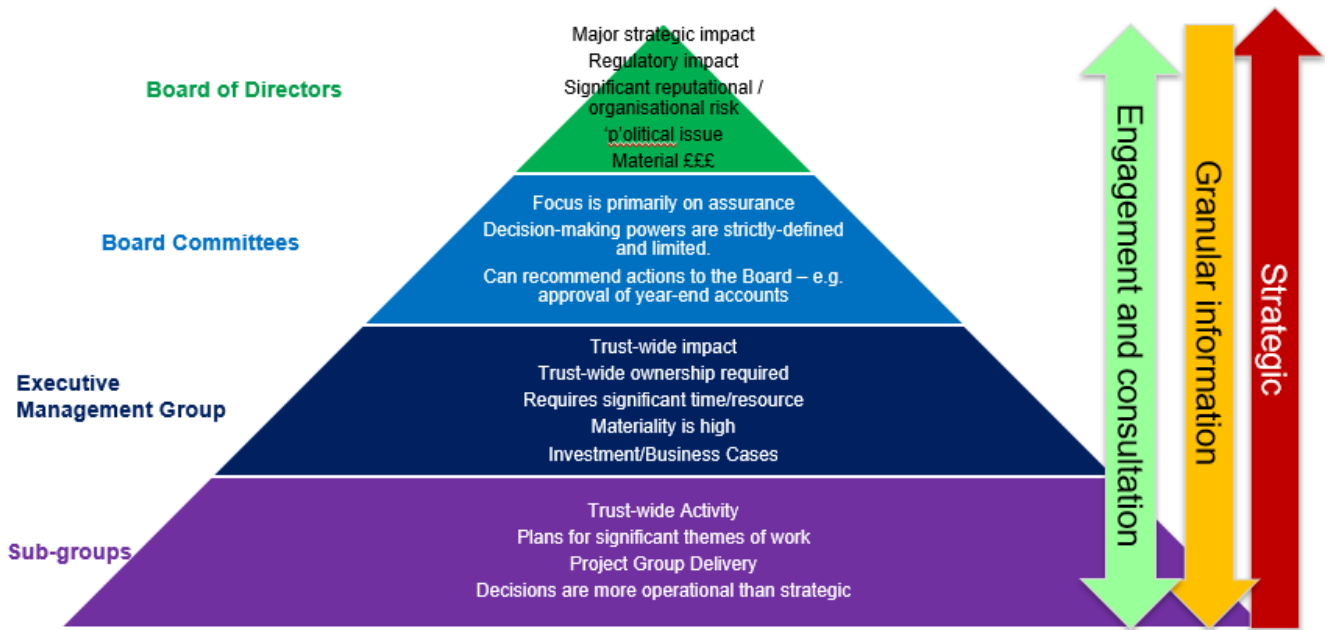 Board of Directors
Major strategic impact
Regulatory impact
Significant reputational /
organisational risk
‘p’olitical issue
Material £££
Board Committees
Focus is primarily on assurance
Decision-making powers are strictly-defined
and limited.
Can recommend actions to the Board – e.g.
approval of year-end accounts
Executive
Management Group
Trust-wide impact
Trust-wide ownership required
Requires significant time/resource
Materiality is high
Investment/Business Cases
Sub-groups
Trust-wide Activity
Plans for significant themes of work
Project Group Delivery
Decisions are more operational than strategic
Engagement and consultation
Granular information
Strategic